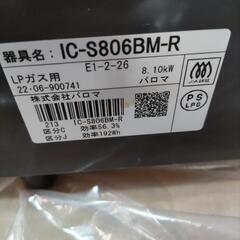 器具名: IC-S806BM-R
E1-2-26
LPガス用 8.10kW
22·06-900741 パロマ
株式会社パロマ
213 IC-S806BM-R
区分C 効率56.3%
区分J 効率192Wh
PS
LPG